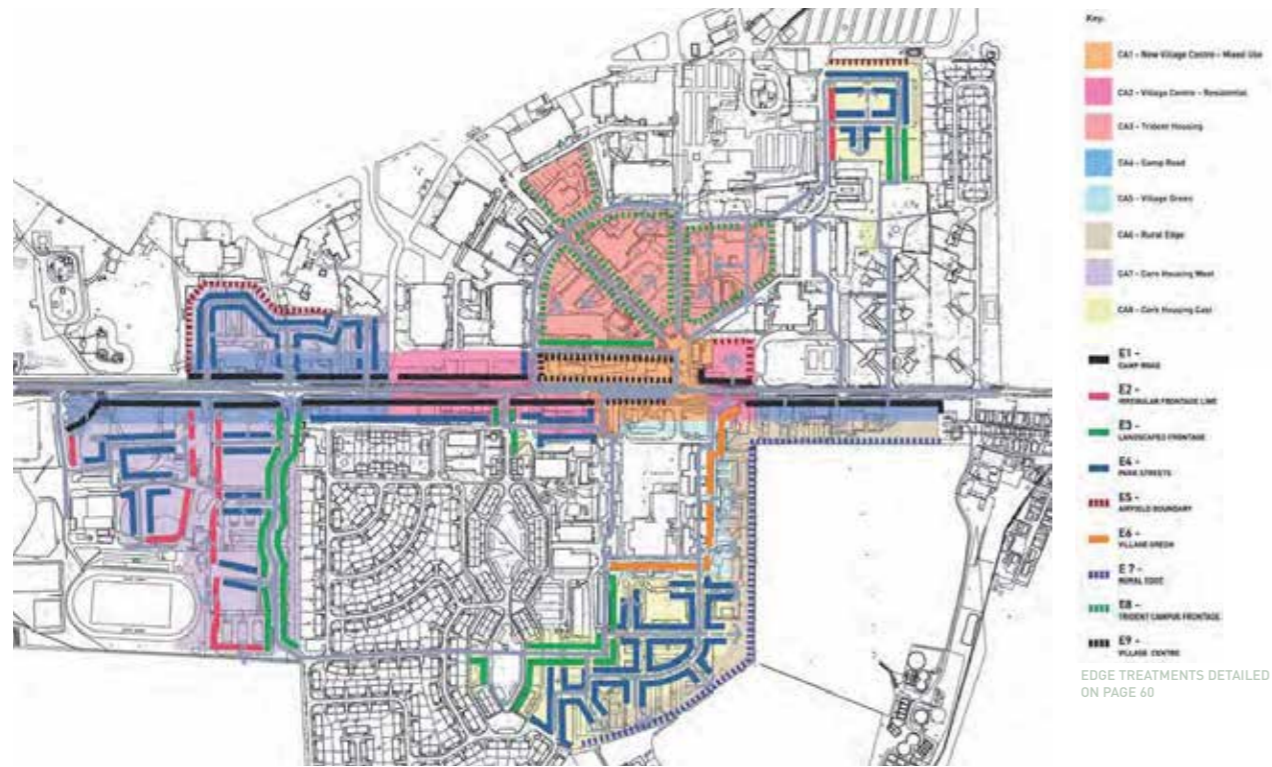 Key.
CA1 - New Village Centre - Mixed Use
CA2 - Village Centre - Residential
CA3 - Trident Housing
CA4 - Camp Road
CA5 - Village Green
CA6 - Rural Edge
CA7 - Core Housing West
CA8 - Core Housing East
E1 -
CAMP ROAD
E2 -
IRREGULAR FRONTAGE LINE
E3 -
LANDSCAPED FRONTAGE
E4 -
PARK STREETS
E5 -
AIRFIELD BOUNDARY
E6 -
VILLAGE GREEN
E 7 -
RURAL EDGE
E8 -
TRIDENT CAMPUS FRONTAGE
E9 -
VILLAGE CENTRE
EDGE TREATMENTS DETAILED
ON PAGE 60